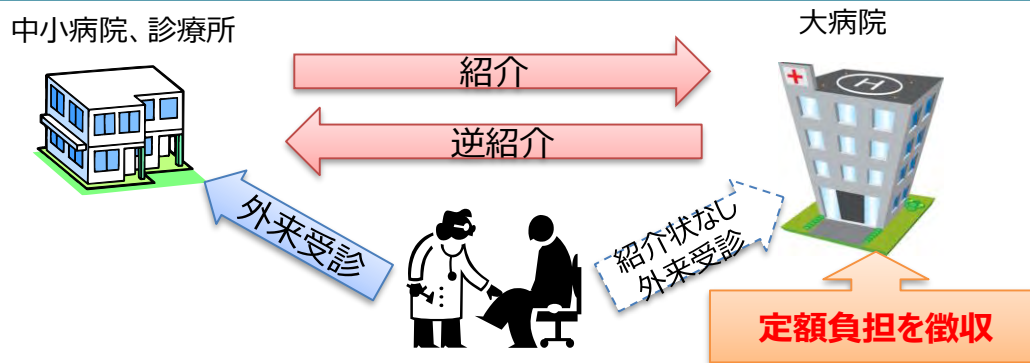 中小病院、診療所
大病院
紹介
逆紹介
外来受診
紹介状なし
外来受診
定額負担を徴収
H